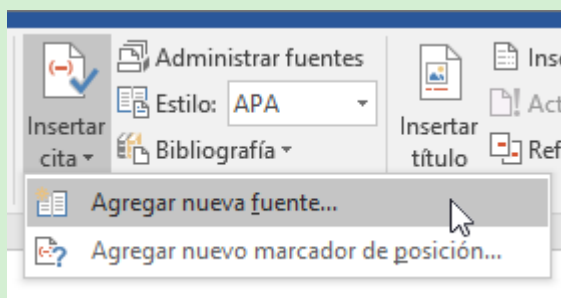 Insertar
cita
Administrar fuentes
Estilo: APA
Bibliografía
Insertar
título
Agregar nueva fuente...
Agregar nuevo marcador de posición...